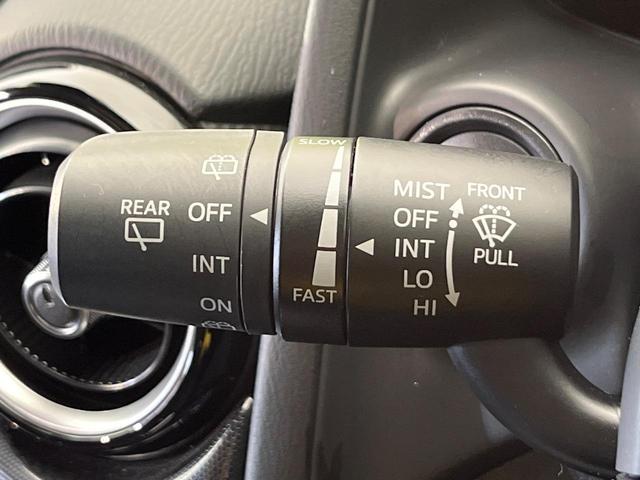 REAR
OFF
INT
ON
SLOW
FAST
MIST
OFF
INT
LO
HI
FRONT
PULL